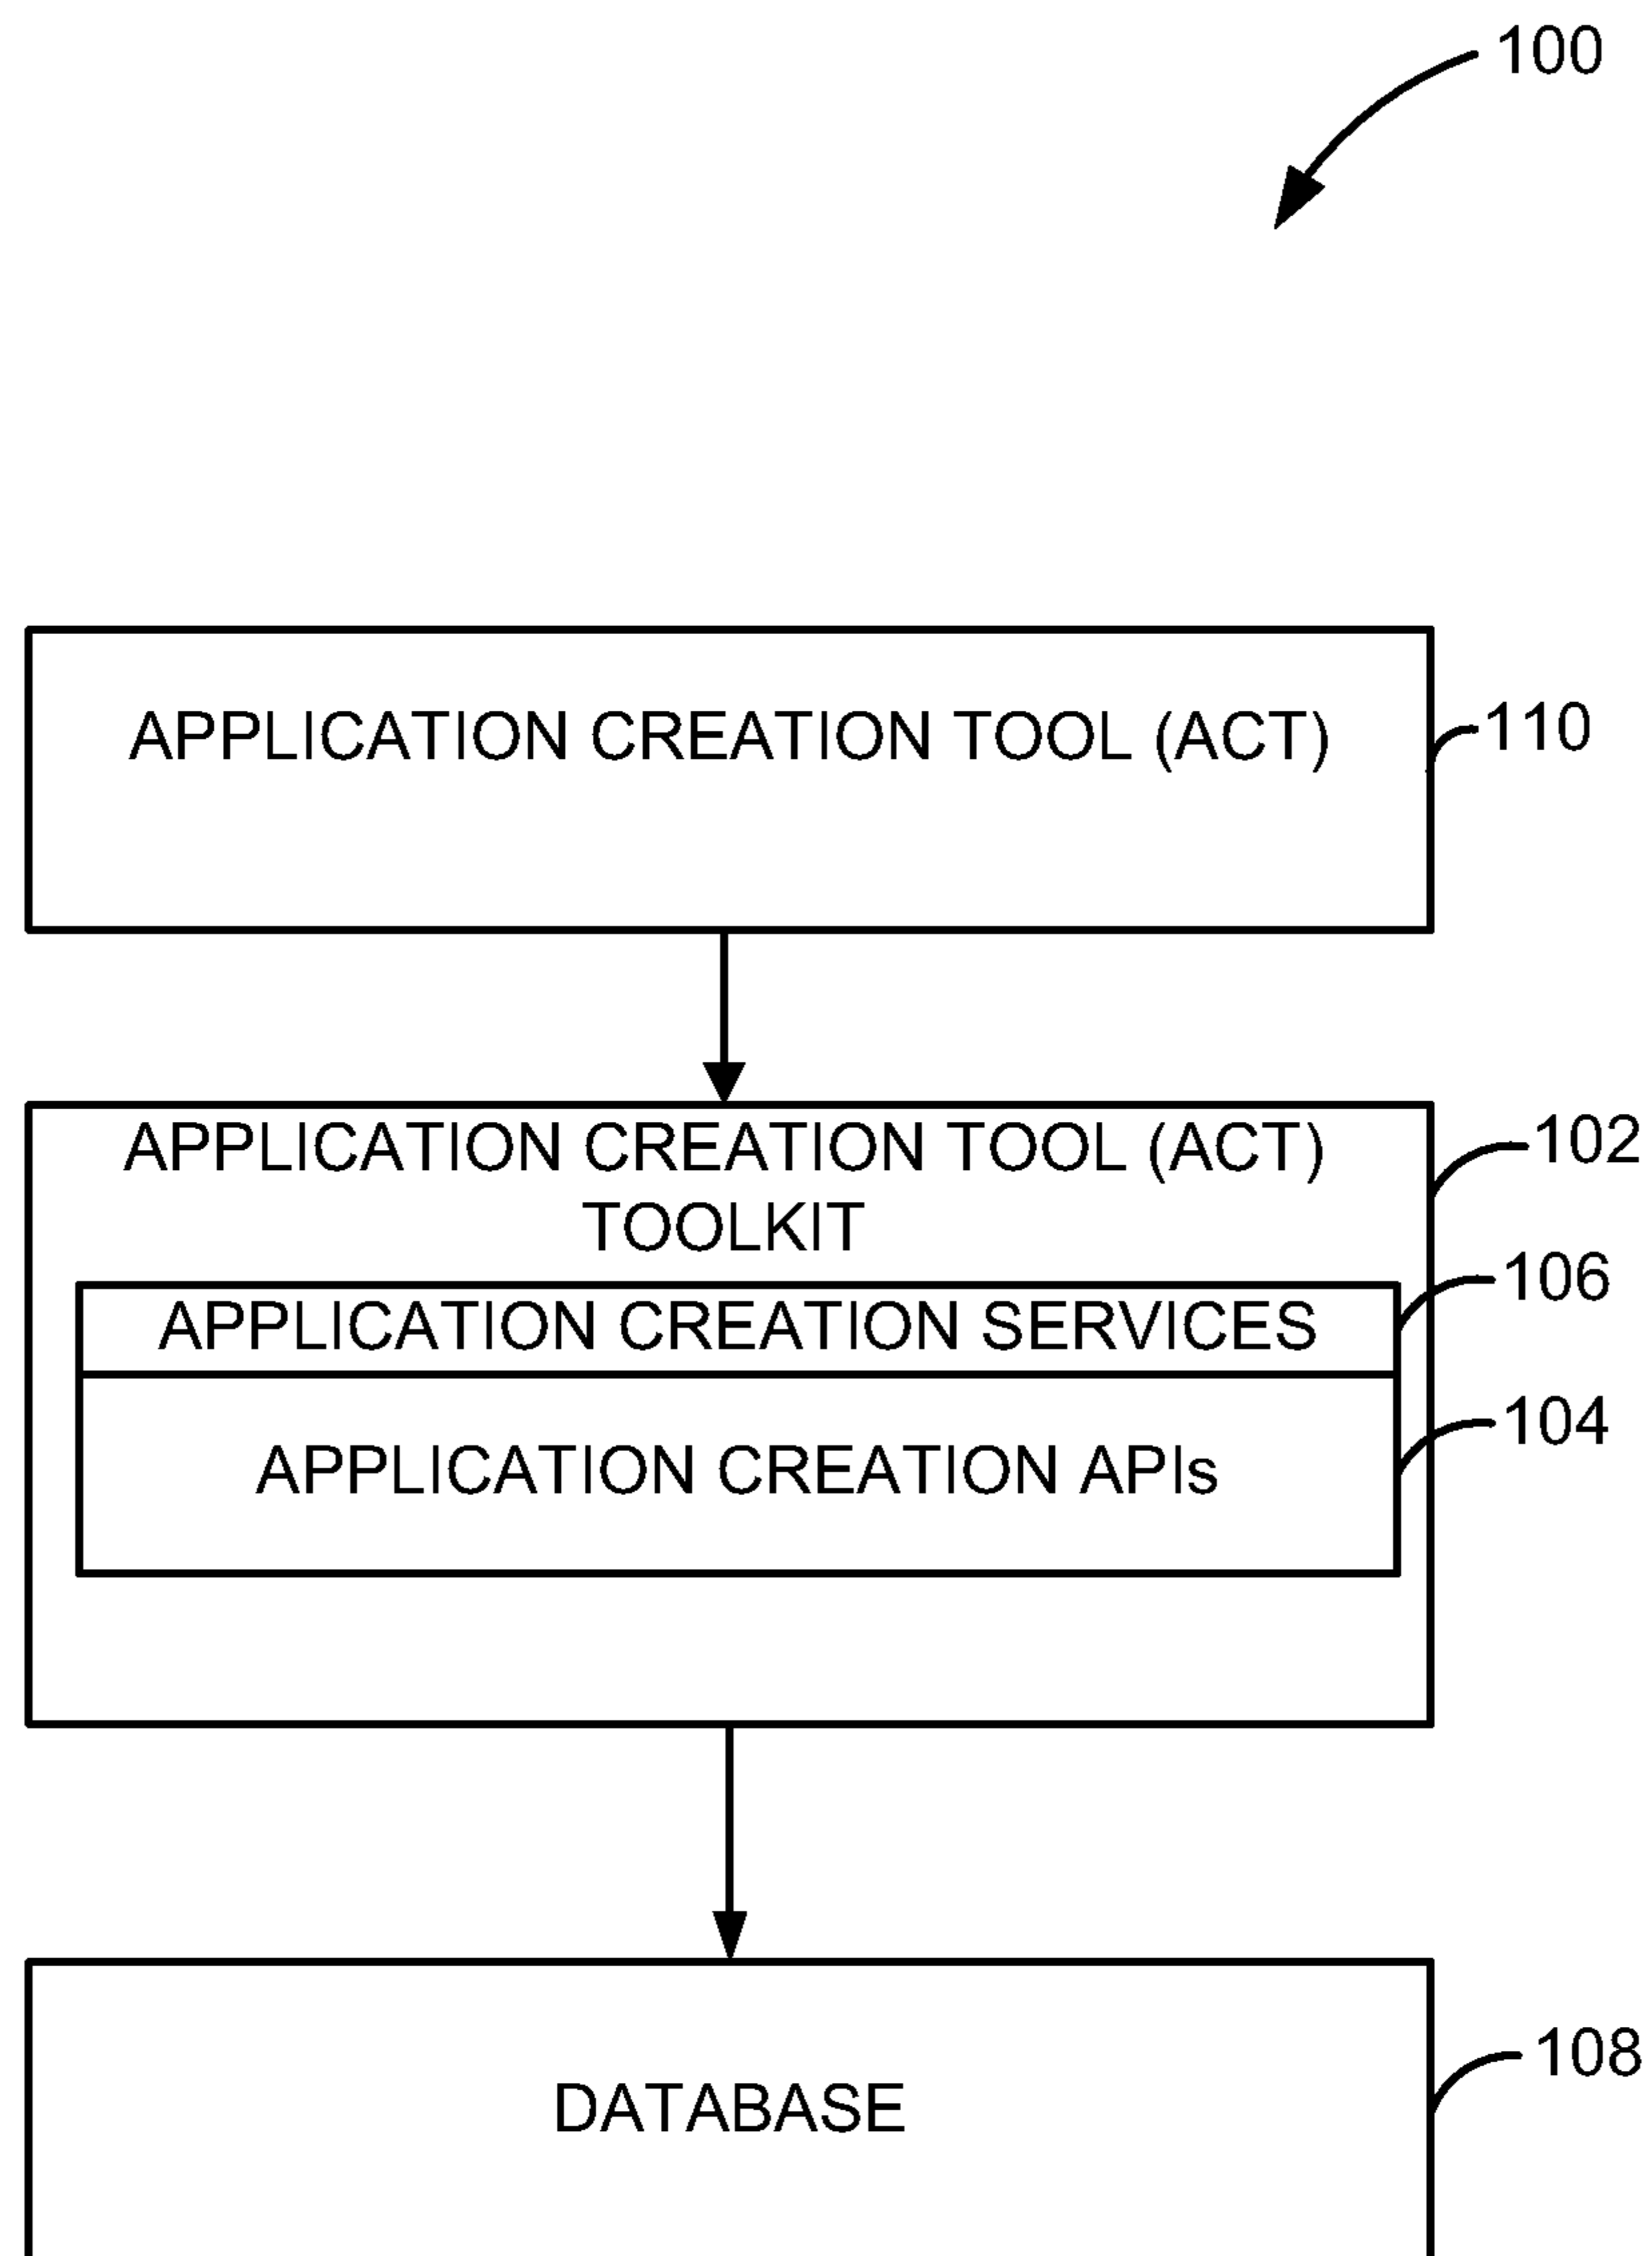 100
APPLICATION CREATION TOOL (ACT)
110
APPLICATION CREATION TOOL (ACT)
TOOLKIT
102
APPLICATION CREATION SERVICES
106
APPLICATION CREATION APIs
104
DATABASE
108